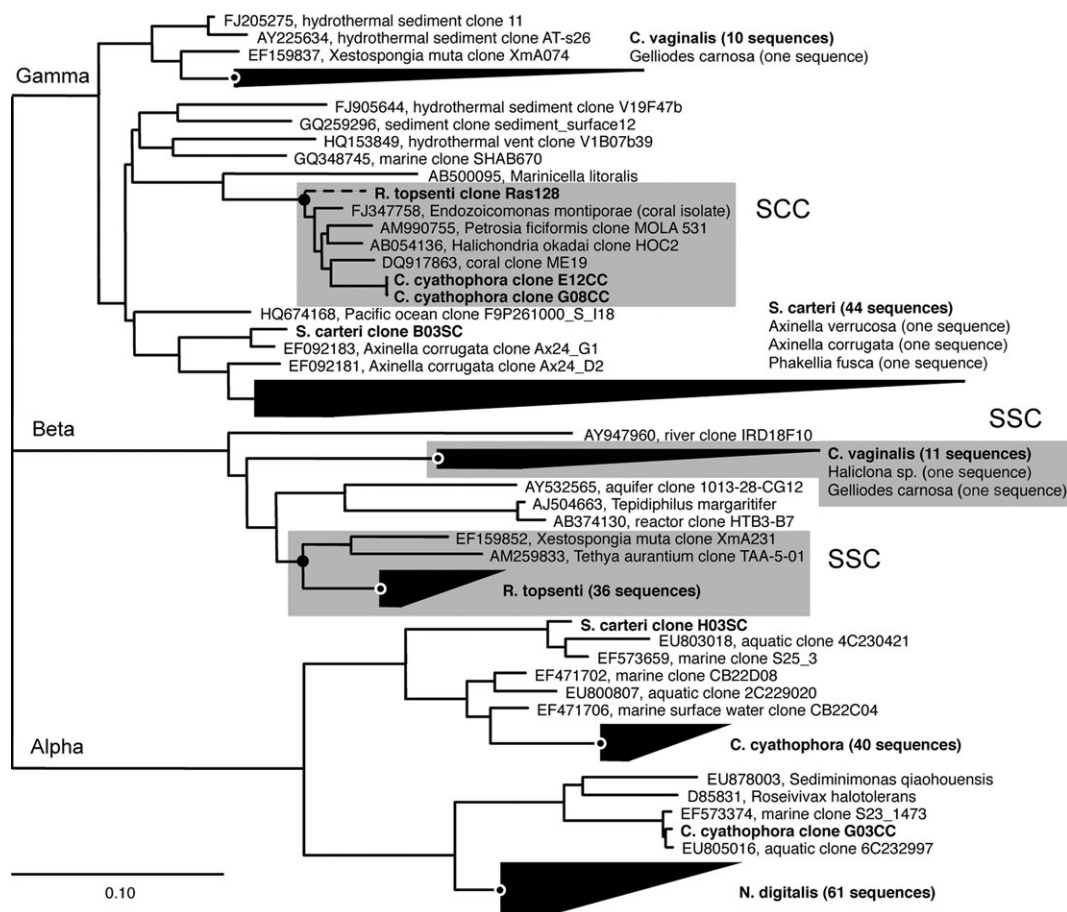 FJ205275, hydrothermal sediment clone 11
AY225634, hydrothermal sediment clone AT-s26
EF159837, Xestospongia muta clone XmA074
C. vaginalis (10 sequences)
Gelliodes carnosa (one sequence)
Gamma
FJ905644, hydrothermal sediment clone V19F47b
GQ259296, sediment clone sediment_surface12
HQ153849, hydrothermal vent clone V1B07b39
GQ348745, marine clone SHAB670
AB500095, Marinicella litoralis
R. topsenti clone Ras128
SCC
FJ347758, Endozoicomonas montiporae (coral isolate)
AM990755, Petrosia ficiformis clone MOLA 531
AB054136, Halichondria okadai clone HOC2
DQ917863, coral clone ME19
C. cyathophora clone E12CC
C. cyathophora clone G08CC
HQ674168, Pacific ocean clone F9P261000_S_I18
S. carteri clone B03SC
EF092183, Axinella corrugata clone Ax24_G1
EF092181, Axinella corrugata clone Ax24_D2
S. carteri (44 sequences)
Axinella verrucosa (one sequence)
Axinella corrugata (one sequence)
Phakellia fusca (one sequence)
Beta
AY947960, river clone IRD18F10
SSC
C. vaginalis (11 sequences)
Haliclona sp. (one sequence)
Gelliodes carnosa (one sequence)
AY532565, aquifer clone 1013-28-CG12
AJ504663, Tepidiphilus margaritifer
AB374130, reactor clone HTB3-B7
EF159852, Xestospongia muta clone XmA231
AM259833, Tethya aurantium clone TAA-5-01
SSC
R. topsenti (36 sequences)
S. carteri clone H03SC
EU803018, aquatic clone 4C230421
EF573659, marine clone S25_3
EF471702, marine clone CB22D08
EU800807, aquatic clone 2C229020
EF471706, marine surface water clone CB22C04
Alpha
C. cyathophora (40 sequences)
EU878003, Sediminimonas qiaohouensis
D85831, Roseivivax halotolerans
EF573374, marine clone S23_1473
C. cyathophora clone G03CC
EU805016, aquatic clone 6C232997
0.10
N. digitalis (61 sequences)